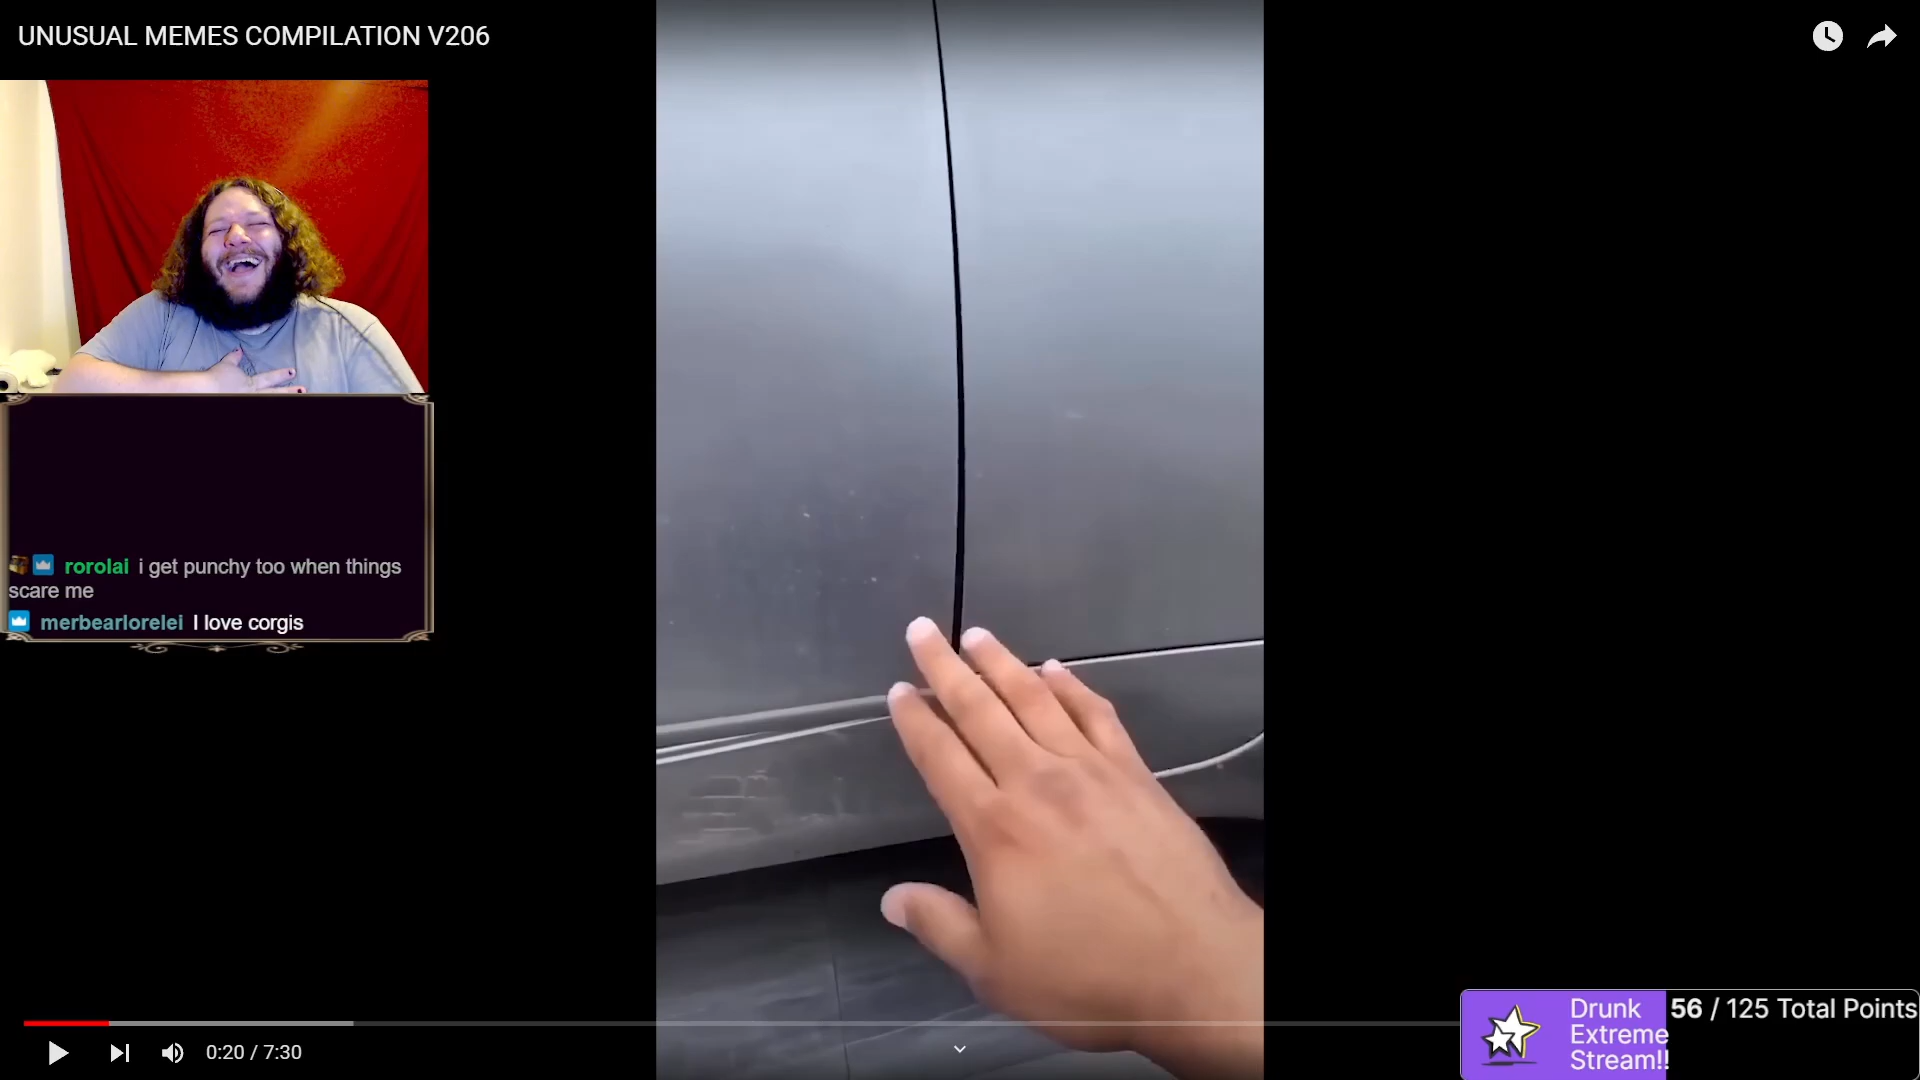 UNUSUAL MEMES COMPILATION V206
rorolai i get punchy too when things
scare me
merbearlorelei I love corgis
0:20 / 7:30
Drunk
Extreme
Stream!!
56 / 125 Total Points